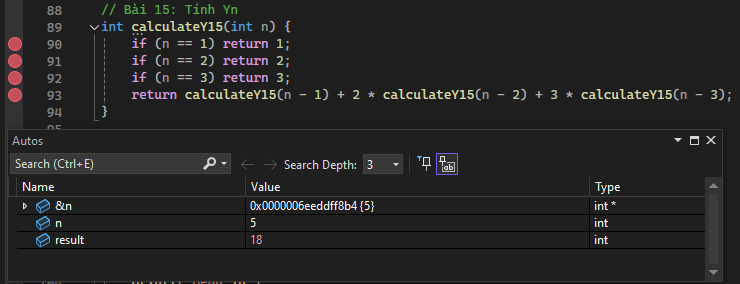 88 // Bài 15: Tính Yn
89 int calculateY15(int n) {
90 if (n == 1) return 1;
91 if (n == 2) return 2;
92 if (n == 3) return 3;
93 return calculateY15(n - 1) + 2 * calculateY15(n - 2) + 3 * calculateY15(n - 3);
94 }
Autos
Search (Ctrl+E) Search Depth: 3
Name Value Type
&n 0x0000006eeddff8b4 {5} int *
n 5 int
result 18 int